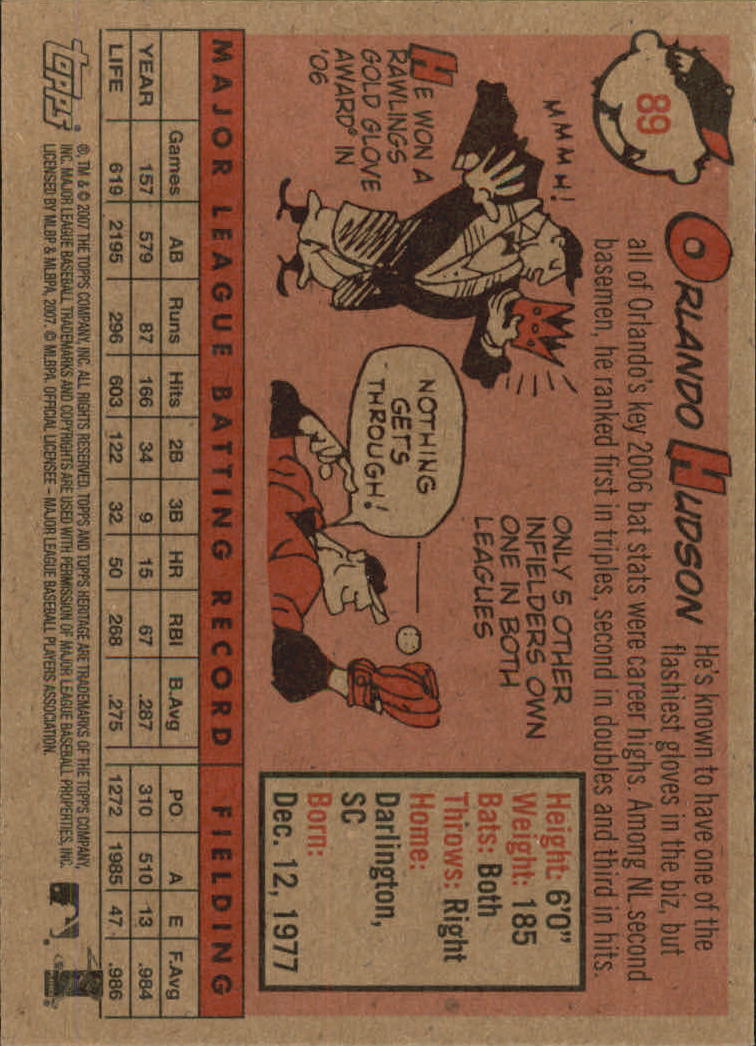 89
ORLANDO HUDSON
He's known to have one of the
flashiest gloves in the biz, but
all of Orlando's key 2006 bat stats were career highs. Among NL second
basemen, he ranked first in triples, second in doubles and third in hits.
MMMH!
HE WON A
RAWLINGS
GOLD GLOVE
AWARD® IN
'06
NOTHING
GETS
THROUGH!
ONLY 5 OTHER
INFIELDERS OWN
ONE IN BOTH
LEAGUES
Height: 6'0"
Weight: 185
Bats: Both
Throws: Right
Home:
Darlington,
SC
Born:
Dec. 12, 1977
MAJOR LEAGUE BATTING RECORD FIELDING
Games AB Runs Hits 2B 3B HR RBI B.Avg PO A E F.Avg
YEAR 157 579 87 166 34 9 15 67 .287 310 510 13 .984
LIFE 619 2195 296 603 122 32 50 268 .275 1272 1985 47 .986
topps
®, TM & © 2007 THE TOPPS COMPANY, INC. ALL RIGHTS RESERVED. TOPPS AND TOPPS HERITAGE ARE TRADEMARKS OF THE TOPPS COMPANY,
INC. MAJOR LEAGUE BASEBALL TRADEMARKS AND COPYRIGHTS ARE USED WITH PERMISSION OF MAJOR LEAGUE BASEBALL PROPERTIES, INC.
LICENSED BY MLBP & MLBPA, 2007. © MLBPA. OFFICIAL LICENSEE – MAJOR LEAGUE BASEBALL PLAYERS ASSOCIATION.